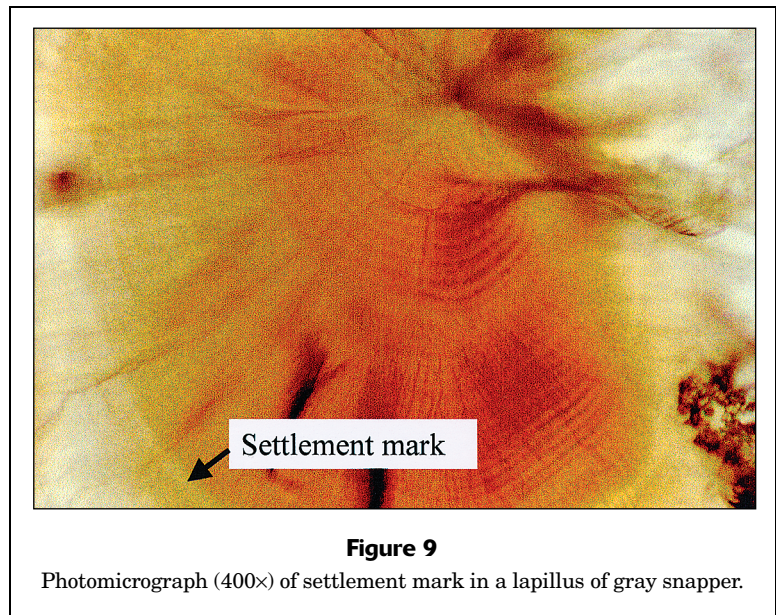 Settlement mark
Figure 9
Photomicrograph (400×) of settlement mark in a lapillus of gray snapper.